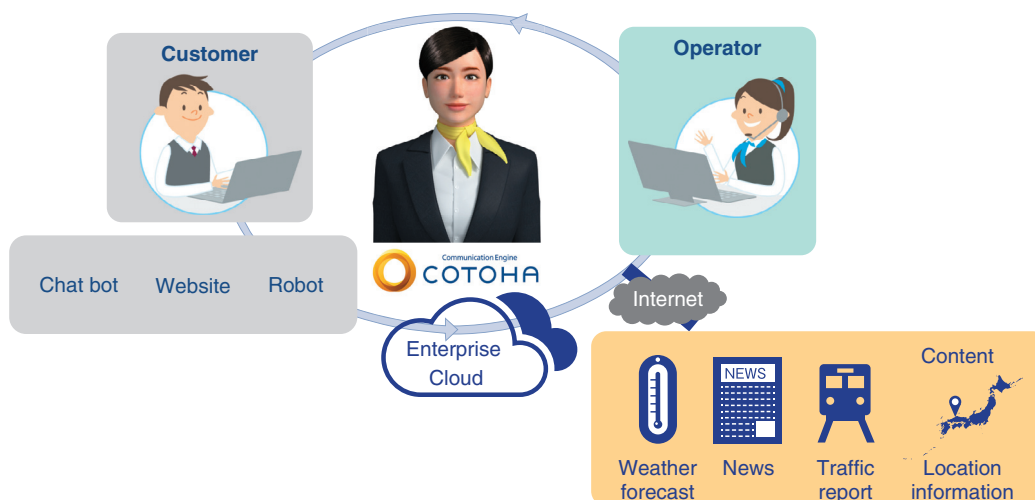 Customer
Operator
Chat bot
Website
Robot
Communication Engine
COTOHA
Enterprise
Cloud
Internet
Content
NEWS
Weather
forecast
News
Traffic
report
Location
information